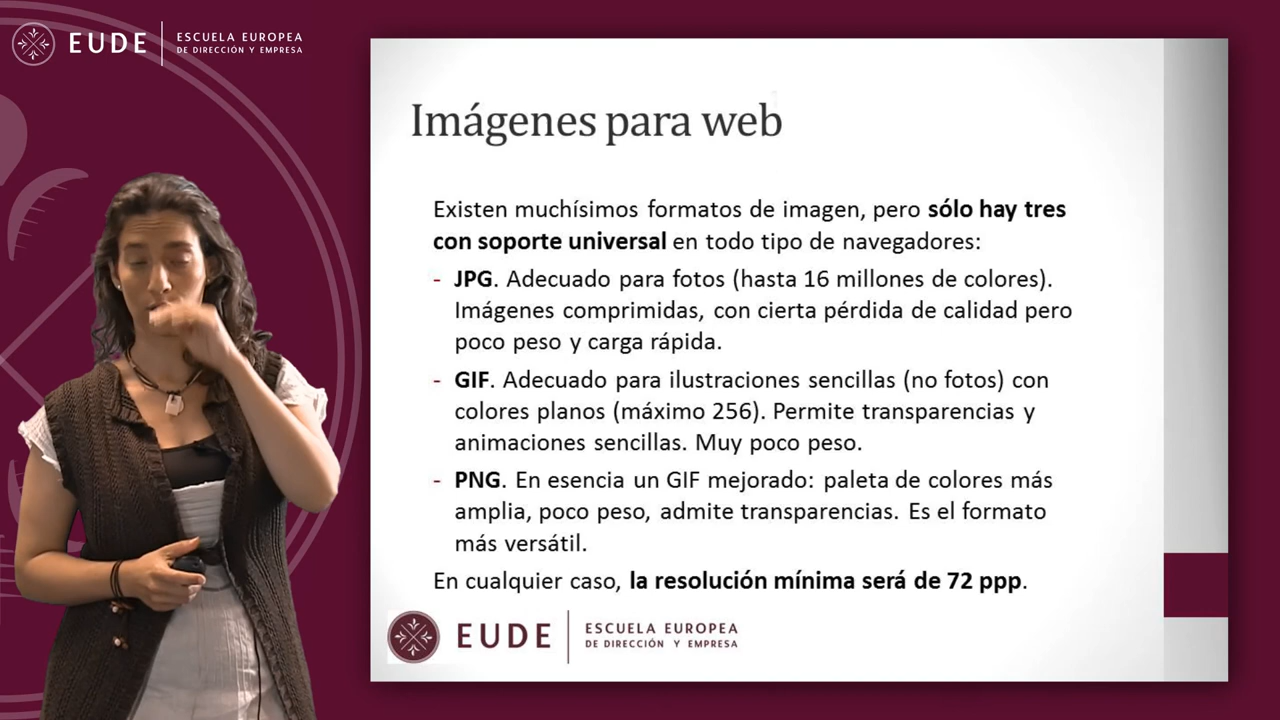 EUDE
ESCUELA EUROPEA
DE DIRECCIÓN Y EMPRESA
Imágenes para web
Existen muchísimos formatos de imagen, pero sólo hay tres
con soporte universal en todo tipo de navegadores:
- JPG. Adecuado para fotos (hasta 16 millones de colores).
Imágenes comprimidas, con cierta pérdida de calidad pero
poco peso y carga rápida.
- GIF. Adecuado para ilustraciones sencillas (no fotos) con
colores planos (máximo 256). Permite transparencias y
animaciones sencillas. Muy poco peso.
- PNG. En esencia un GIF mejorado: paleta de colores más
amplia, poco peso, admite transparencias. Es el formato
más versátil.
En cualquier caso, la resolución mínima será de 72 ppp.
EUDE
ESCUELA EUROPEA
DE DIRECCIÓN Y EMPRESA